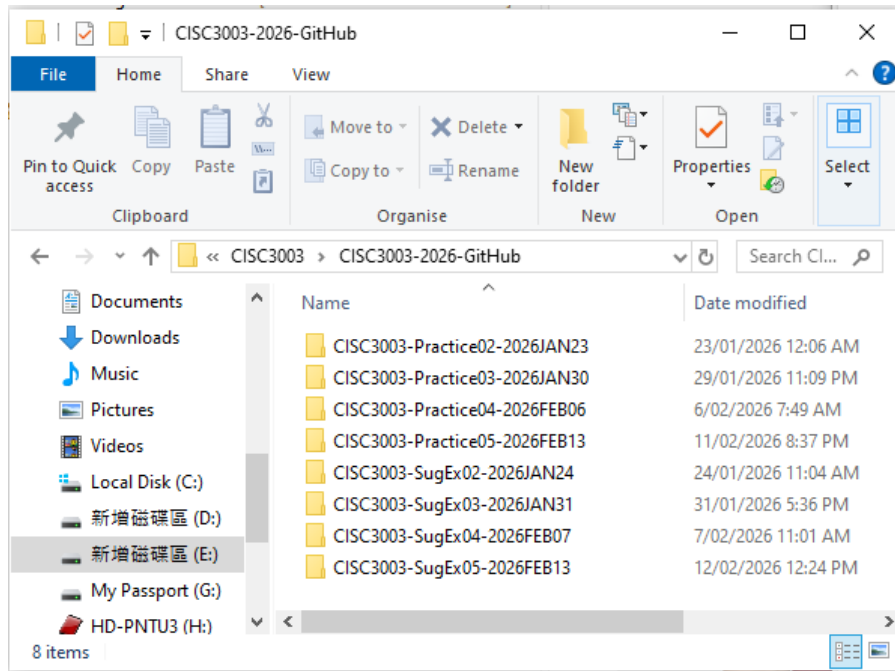 CISC3003-2026-GitHub
File Home Share View
Pin to Quick access
Copy
Paste
W...
Clipboard
Move to
Copy to
Delete
Rename
Organise
New folder
New
Properties
Open
Select
« CISC3003 › CISC3003-2026-GitHub
Search Cl...
Documents
Downloads
Music
Pictures
Videos
Local Disk (C:)
新增磁碟區 (D:)
新增磁碟區 (E:)
My Passport (G:)
HD-PNTU3 (H:)
Name Date modified
CISC3003-Practice02-2026JAN23 23/01/2026 12:06 AM
CISC3003-Practice03-2026JAN30 29/01/2026 11:09 PM
CISC3003-Practice04-2026FEB06 6/02/2026 7:49 AM
CISC3003-Practice05-2026FEB13 11/02/2026 8:37 PM
CISC3003-SugEx02-2026JAN24 24/01/2026 11:04 AM
CISC3003-SugEx03-2026JAN31 31/01/2026 5:36 PM
CISC3003-SugEx04-2026FEB07 7/02/2026 11:01 AM
CISC3003-SugEx05-2026FEB13 12/02/2026 12:24 PM
8 items